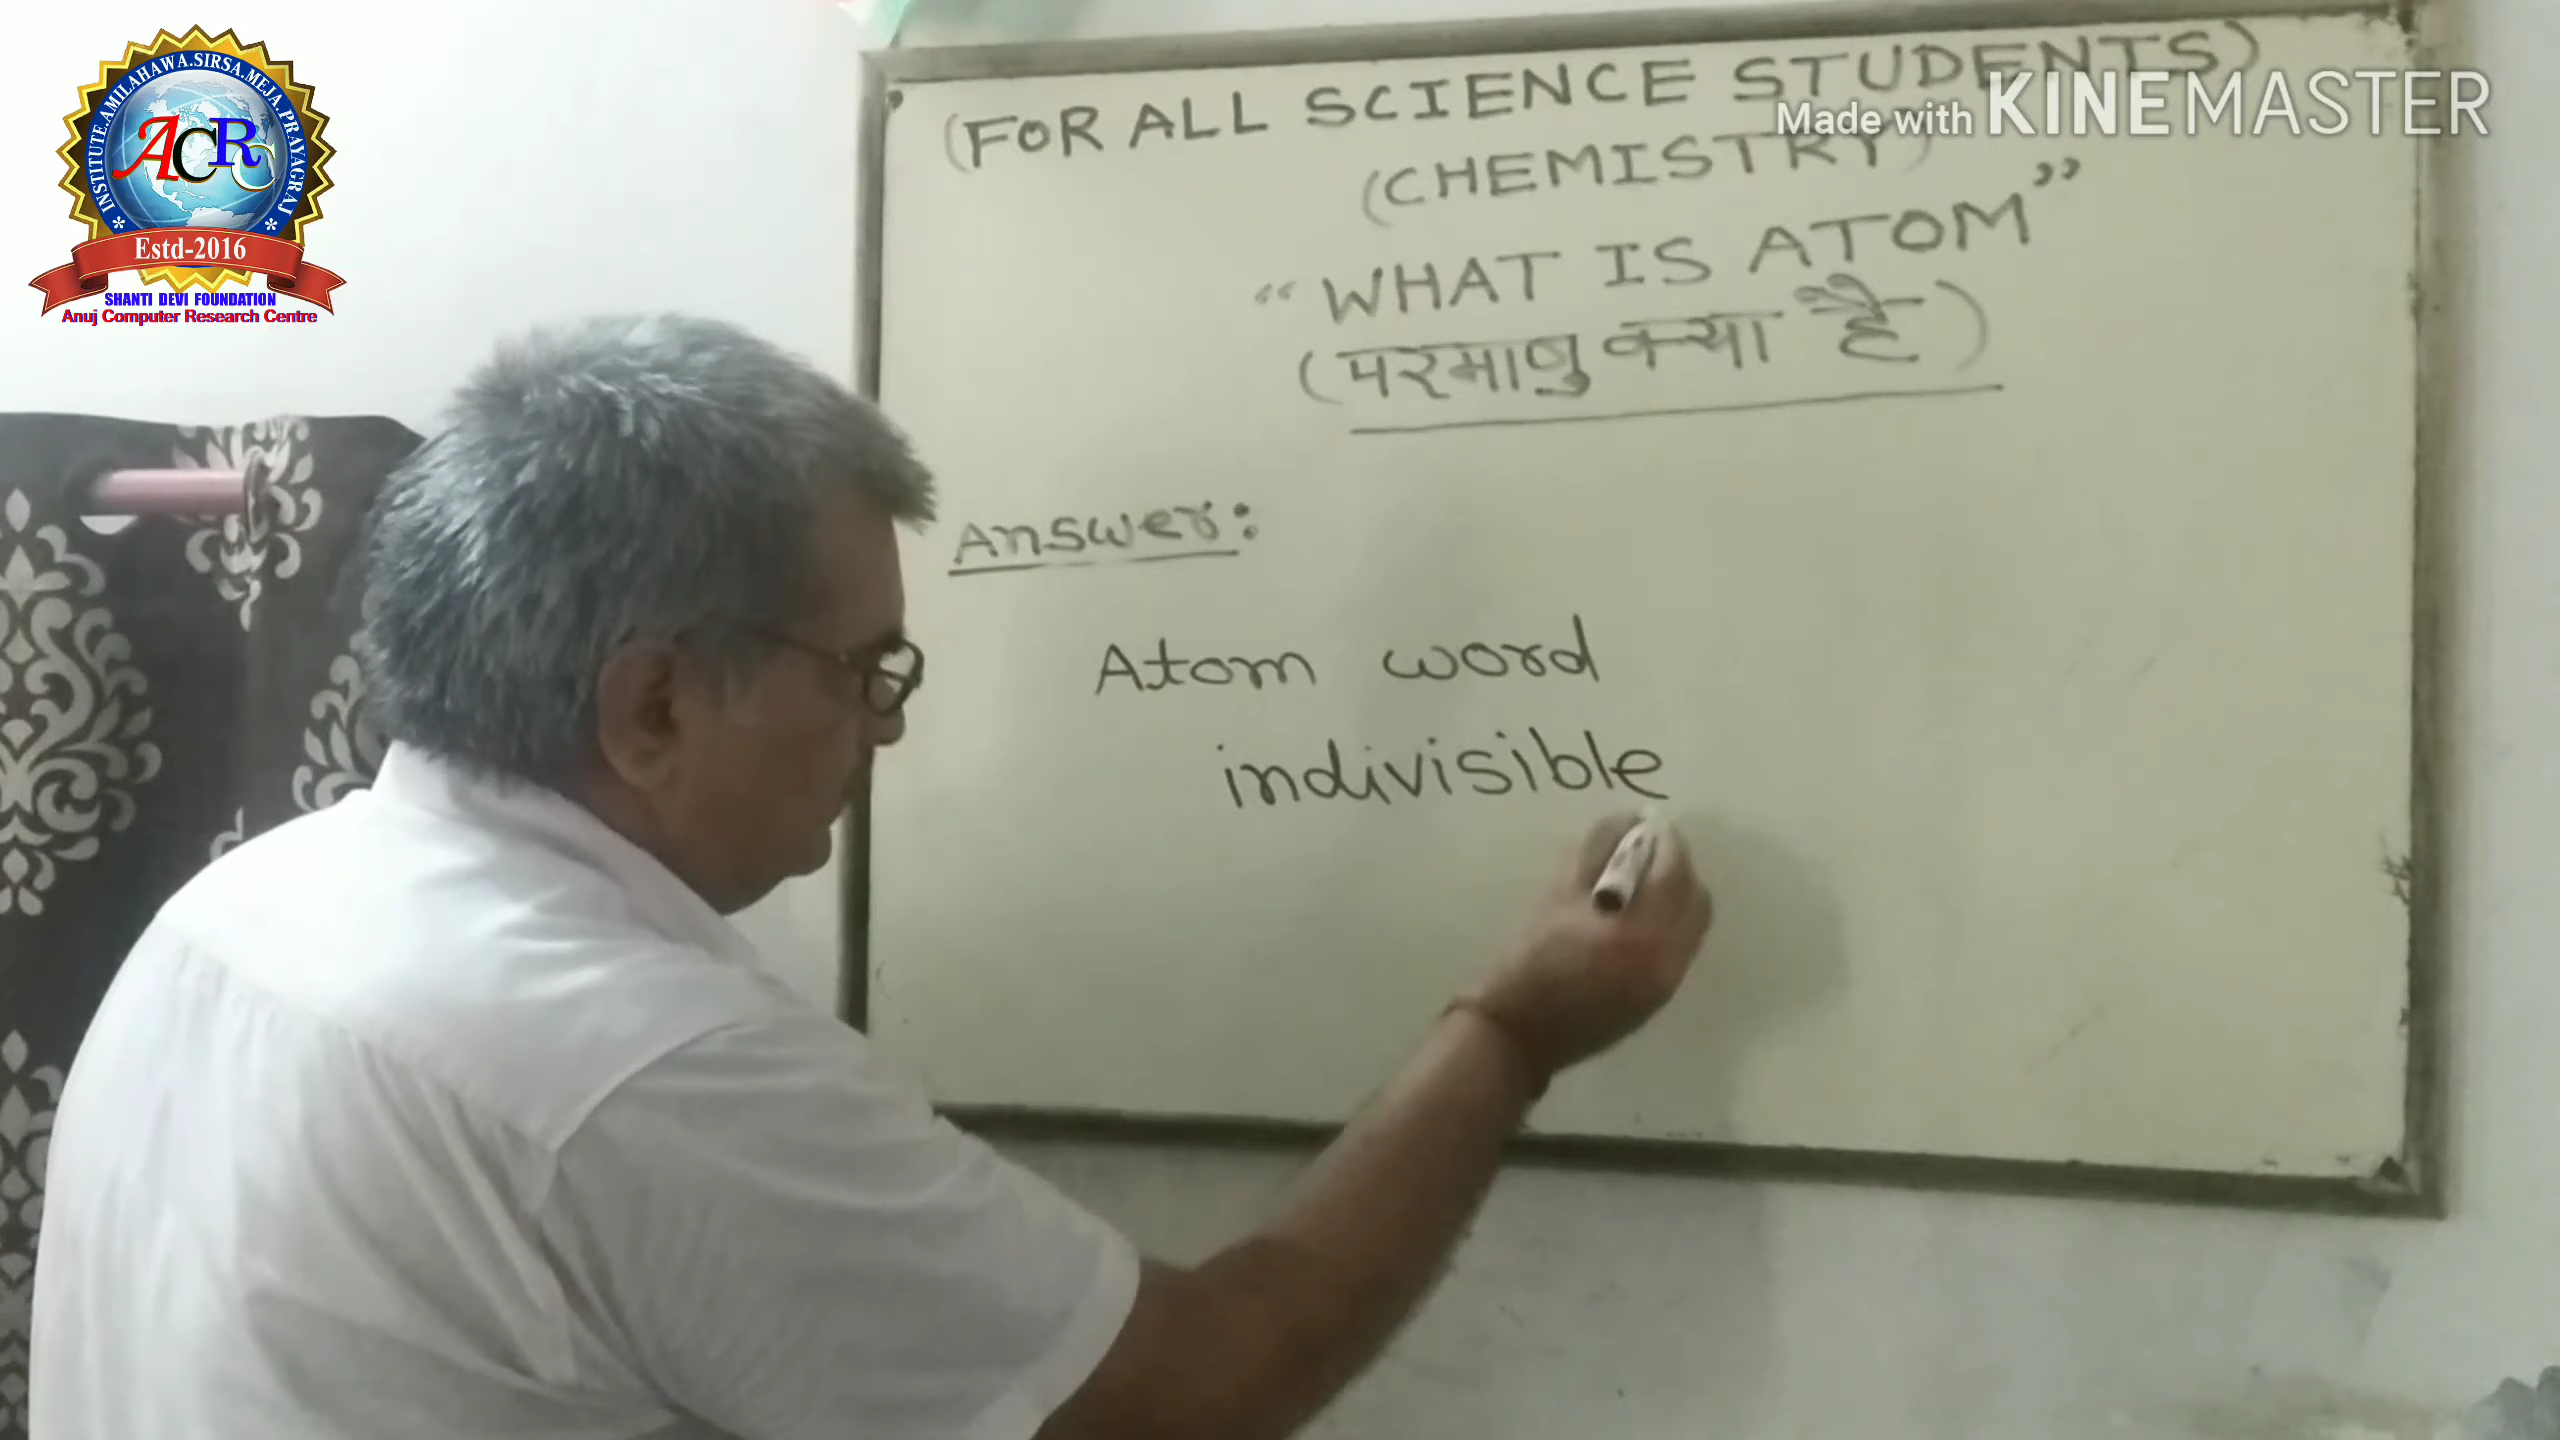 INSTITUTE.AMILAHAWA.SIRSA.MEJA.PRAYAGRAJ
ACRC
Estd-2016
SHANTI DEVI FOUNDATION
Anuj Computer Research Centre
Made with KINEMASTER
(FOR ALL SCIENCE STUDENTS)
(CHEMISTRY)
"WHAT IS ATOM"
(परमाणु क्या है)
Answer:
Atom word
indivisible